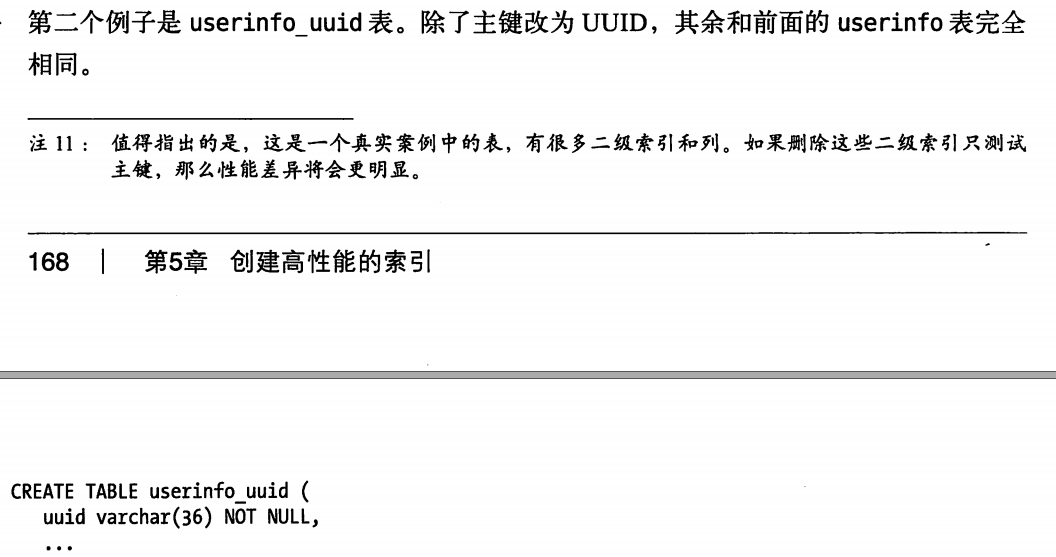 第二个例子是 userinfo_uuid 表。除了主键改为 UUID，其余和前面的 userinfo 表完全
相同。
注 11： 值得指出的是，这是一个真实案例中的表，有很多二级索引和列。如果删除这些二级索引只测试
主键，那么性能差异将会更明显。
168 | 第5章 创建高性能的索引
CREATE TABLE userinfo_uuid (
uuid varchar(36) NOT NULL,
...